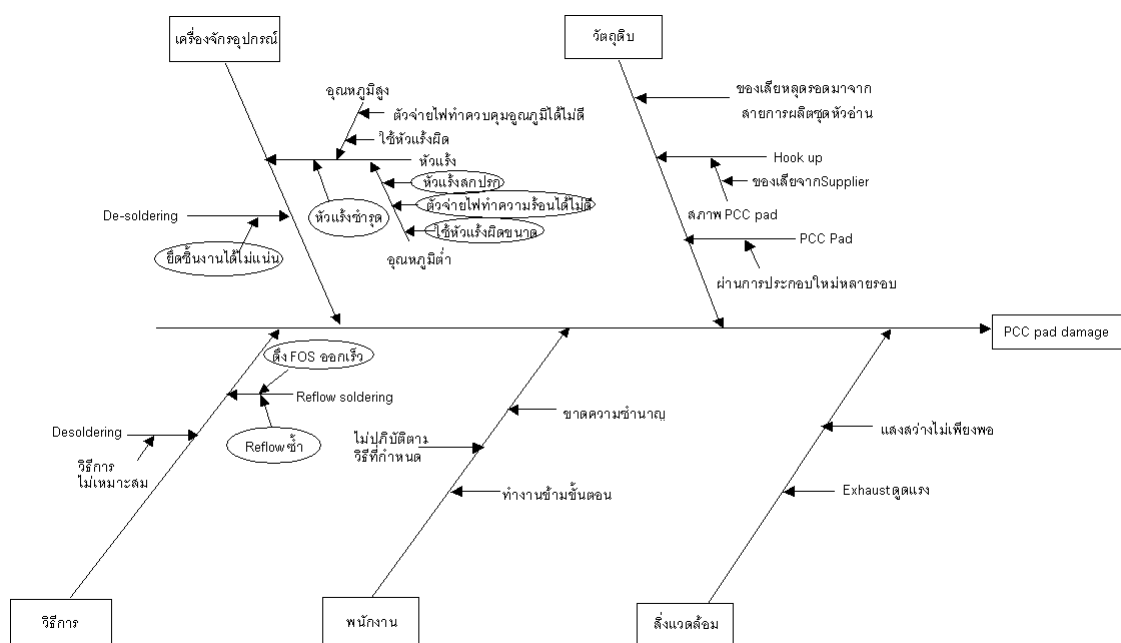 เครื่องจักรอุปกรณ์
วัตถุดิบ
อุณหภูมิสูง
ตัวจ่ายไฟทำควบคุมอูณภูมิได้ไม่ดี
ใช้หัวแร้งผิด
หัวแร้ง
หัวแร้งสกปรก
ตัวจ่ายไฟทำความร้อนได้ไม่ดี
ใช้หัวแร้งผิดขนาด
อุณหภูมิต่ำ
หัวแร้งชำรุด
De-soldering
ยึดชิ้นงานได้ไม่แน่น
ของเสียหลุดรอดมาจาก
สายการผลิตชุดหัวอ่าน
Hook up
ของเสียจากSupplier
สภาพ PCC pad
PCC Pad
ผ่านการประกอบใหม่หลายรอบ
PCC pad damage
ดึง FOS ออกเร็ว
Reflow soldering
Reflow ซ้ำ
Desoldering
วิธีการ
ไม่เหมาะสม
ขาดความชำนาญ
ไม่ปฎิบัติตาม
วิธีที่กำหนด
ทำงานข้ามขั้นตอน
แสงสว่างไม่เพียงพอ
Exhaustดูดแรง
วิธีการ
พนักงาน
สิ่งแวดล้อม